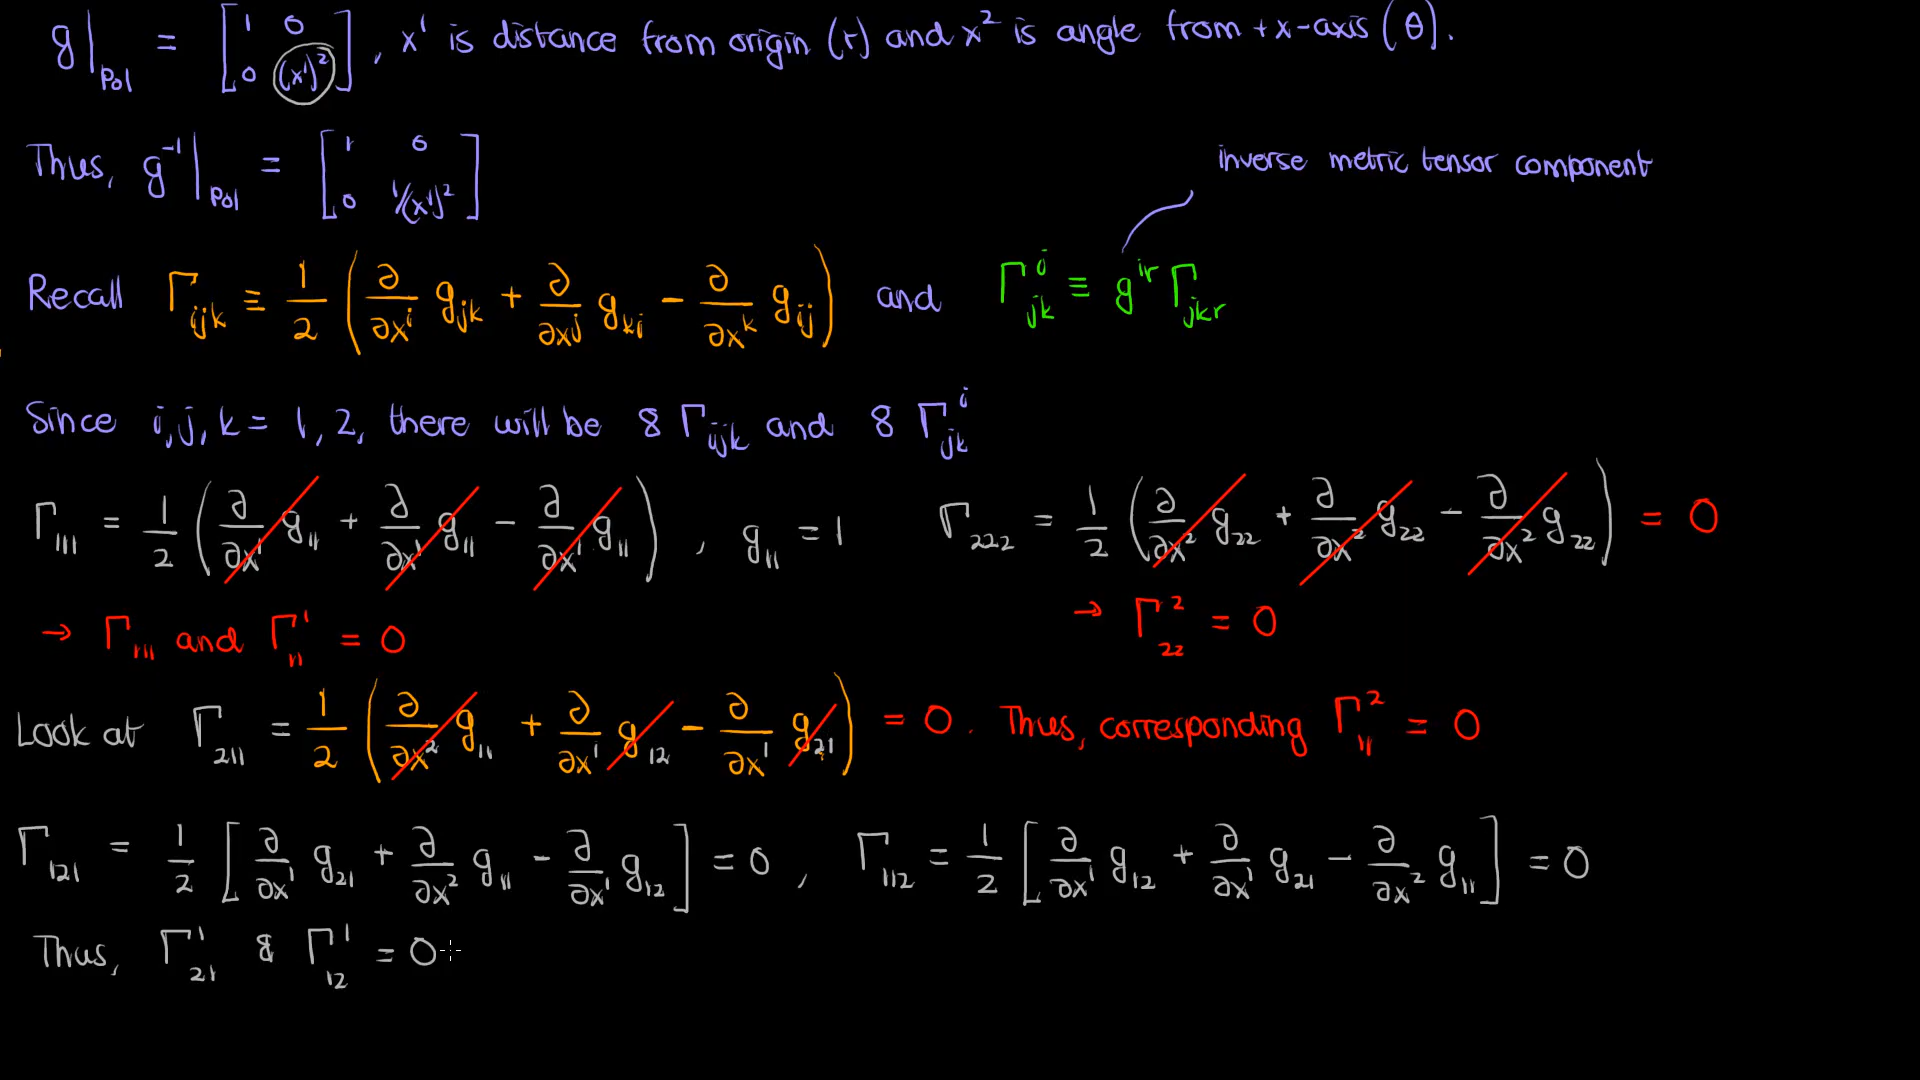 g|pol = [1 0; 0 (x¹)²], x¹ is distance from origin (r) and x² is angle from +x-axis (θ).
inverse metric tensor component
Thus, g⁻¹|pol = [1 0; 0 1/(x¹)²]
Recall Γijk ≡ 1/2 (∂/∂xⁱ gjk + ∂/∂xʲ gki − ∂/∂xᵏ gij) and Γⁱjk ≡ gⁱʳ Γjkr
Since i, j, k = 1, 2, there will be 8 Γijk and 8 Γⁱjk
Γ₁₁₁ = 1/2 (∂/∂x¹ g₁₁ + ∂/∂x¹ g₁₁ − ∂/∂x¹ g₁₁), g₁₁ = 1 Γ₂₂₂ = 1/2 (∂/∂x² g₂₂ + ∂/∂x² g₂₂ − ∂/∂x² g₂₂) = 0
→ Γ₁₁₁ and Γ¹₁₁ = 0 → Γ²₂₂ = 0
Look at Γ₂₁₁ = 1/2 (∂/∂x² g₁₁ + ∂/∂x¹ g₁₂ − ∂/∂x¹ g₂₁) = 0. Thus, corresponding Γ²₁₁ = 0
Γ₁₂₁ = 1/2 [∂/∂x¹ g₂₁ + ∂/∂x² g₁₁ − ∂/∂x¹ g₁₂] = 0, Γ₁₁₂ = 1/2 [∂/∂x¹ g₁₂ + ∂/∂x¹ g₂₁ − ∂/∂x² g₁₁] = 0
Thus, Γ¹₂₁ & Γ¹₁₂ = 0